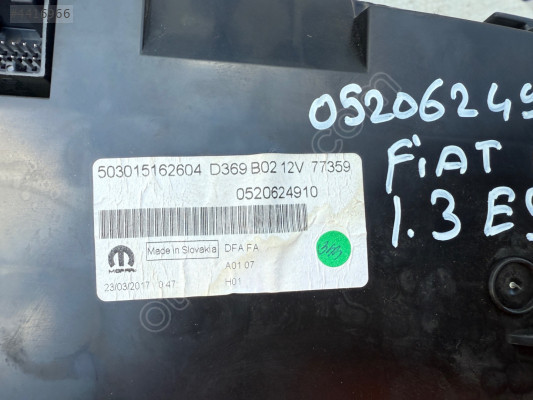 503015162604 D369 B02 12V 77359
0520624910
Made in Slovakia DFA FA
MOPAR
A01 07
23/03/2017 0:47 H01
05206249
FiAT
1.3 E5